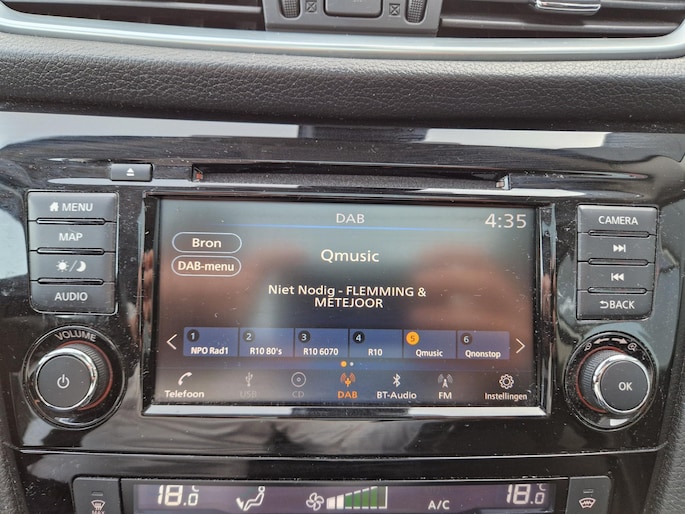 MENU
MAP
AUDIO
VOLUME
DAB
4:35
Bron
DAB-menu
Qmusic
Niet Nodig - FLEMMING &
METEJOOR
1 2 3 4 5 6
NPO Rad1 R10 80's R10 6070 R10 Qmusic Qnonstop
Telefoon USB CD DAB BT-Audio FM Instellingen
CAMERA
BACK
OK
MAX
18.0 A/C 18.0